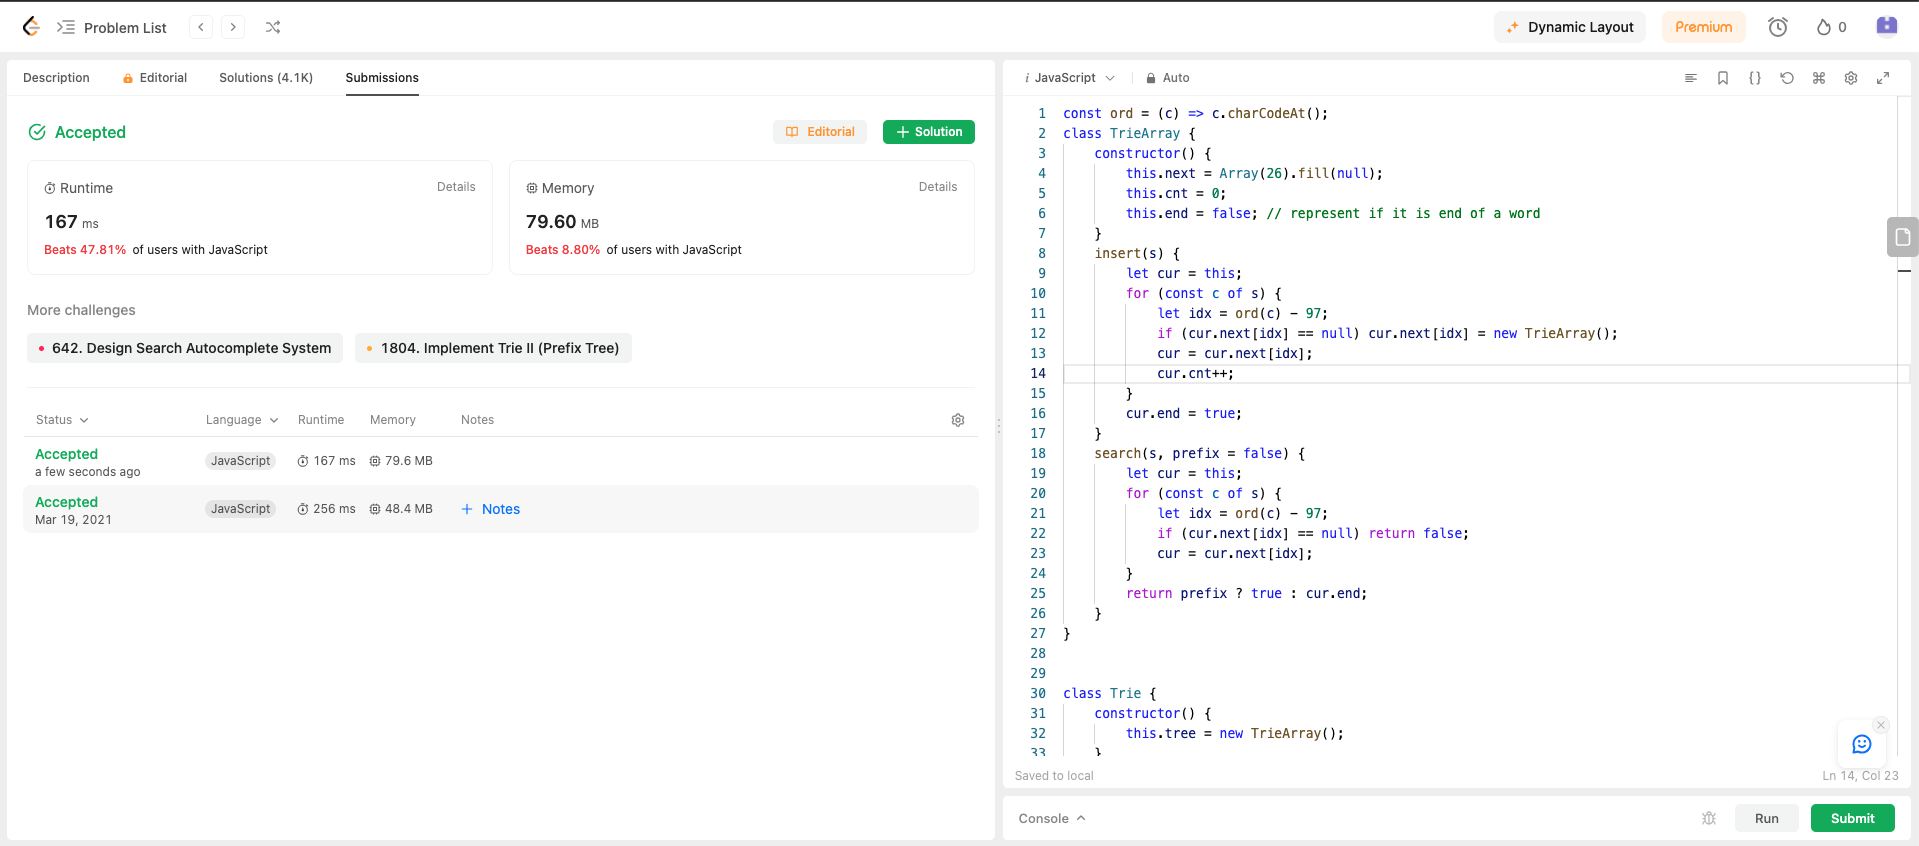 Problem List
Dynamic Layout
Premium
0
Description
Editorial
Solutions (4.1K)
Submissions
Accepted
Editorial
+ Solution
Runtime
Details
167 ms
Beats 47.81% of users with JavaScript
Memory
Details
79.60 MB
Beats 8.80% of users with JavaScript
More challenges
642. Design Search Autocomplete System
1804. Implement Trie II (Prefix Tree)
Status
Language
Runtime
Memory
Notes
Accepted
a few seconds ago
JavaScript
167 ms
79.6 MB
Accepted
Mar 19, 2021
JavaScript
256 ms
48.4 MB
+ Notes
i JavaScript
Auto
1 const ord = (c) => c.charCodeAt();
2 class TrieArray {
3     constructor() {
4         this.next = Array(26).fill(null);
5         this.cnt = 0;
6         this.end = false; // represent if it is end of a word
7     }
8     insert(s) {
9         let cur = this;
10         for (const c of s) {
11             let idx = ord(c) - 97;
12             if (cur.next[idx] == null) cur.next[idx] = new TrieArray();
13             cur = cur.next[idx];
14             cur.cnt++;
15         }
16         cur.end = true;
17     }
18     search(s, prefix = false) {
19         let cur = this;
20         for (const c of s) {
21             let idx = ord(c) - 97;
22             if (cur.next[idx] == null) return false;
23             cur = cur.next[idx];
24         }
25         return prefix ? true : cur.end;
26     }
27 }
28
29
30 class Trie {
31     constructor() {
32         this.tree = new TrieArray();
33     }
Saved to local
Ln 14, Col 23
Console
Run
Submit